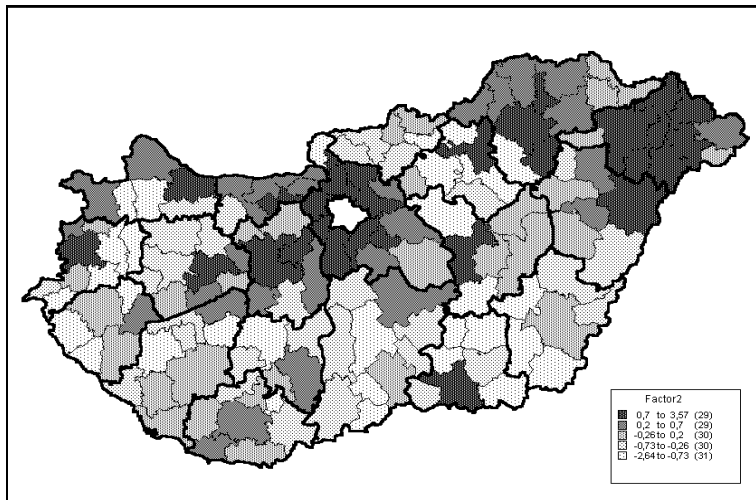 Factor2
0,7 to 3,57 (29)
0,2 to 0,7 (29)
-0,26 to 0,2 (30)
-0,73 to -0,26 (30)
-2,64 to -0,73 (31)